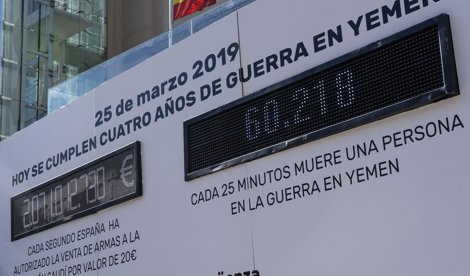 25 de marzo 2019
HOY SE CUMPLEN CUATRO AÑOS DE GUERRA EN YEMEN
60.218
CADA 25 MINUTOS MUERE UNA PERSONA
EN LA GUERRA EN YEMEN
€
CADA SEGUNDO ESPAÑA HA
AUTORIZADO LA VENTA DE ARMAS A LA
SAUDÍ POR VALOR DE 20€